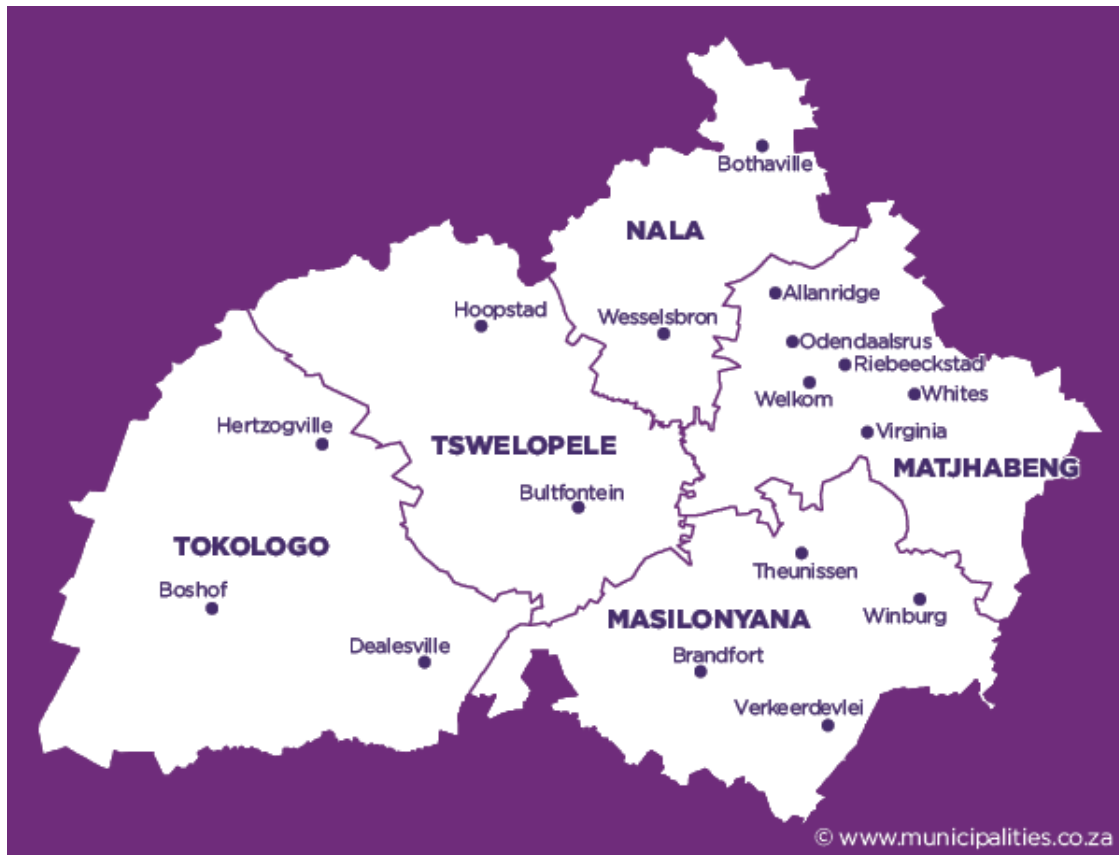 Bothaville
NALA
Allanridge
Hoopstad
Wesselsbron
Odendaalsrus
Riebeeckstad
Welkom
Whites
Hertzogville
Virginia
TSWELOPELE
MATJHABENG
Bultfontein
TOKOLOGO
Theunissen
Boshof
Winburg
MASILONYANA
Dealesville
Brandfort
Verkeerdevlei
© www.municipalities.co.za